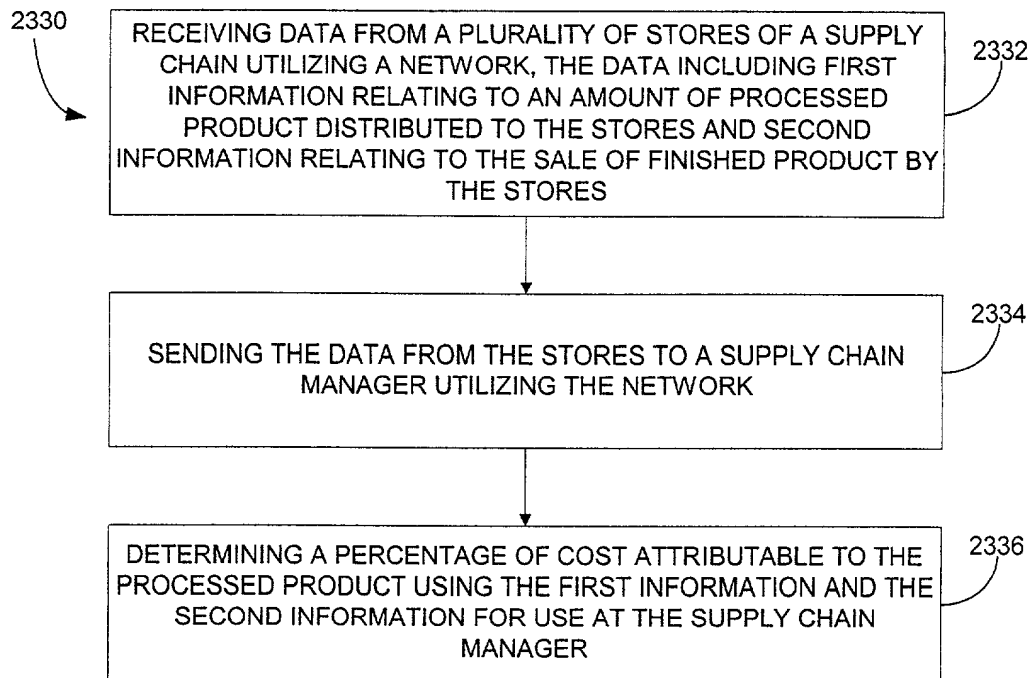 2330
RECEIVING DATA FROM A PLURALITY OF STORES OF A SUPPLY
CHAIN UTILIZING A NETWORK, THE DATA INCLUDING FIRST
INFORMATION RELATING TO AN AMOUNT OF PROCESSED
PRODUCT DISTRIBUTED TO THE STORES AND SECOND
INFORMATION RELATING TO THE SALE OF FINISHED PRODUCT BY
THE STORES
2332
SENDING THE DATA FROM THE STORES TO A SUPPLY CHAIN
MANAGER UTILIZING THE NETWORK
2334
DETERMINING A PERCENTAGE OF COST ATTRIBUTABLE TO THE
PROCESSED PRODUCT USING THE FIRST INFORMATION AND THE
SECOND INFORMATION FOR USE AT THE SUPPLY CHAIN
MANAGER
2336